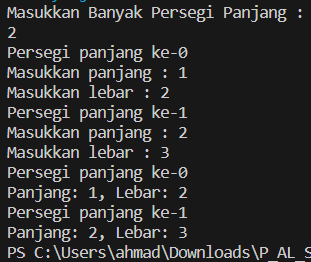 Masukkan Banyak Persegi Panjang :
2
Persegi panjang ke-0
Masukkan panjang : 1
Masukkan lebar : 2
Persegi panjang ke-1
Masukkan panjang : 2
Masukkan lebar : 3
Persegi panjang ke-0
Panjang: 1, Lebar: 2
Persegi panjang ke-1
Panjang: 2, Lebar: 3
PS C:\Users\ahmad\Downloads\P_AL_S